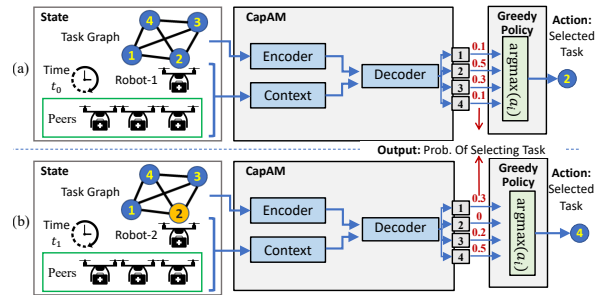 State
CapAM
Greedy
Policy
Action:
Selected
Task
Task Graph
4
3
1
2
(a)
Time
t0
Robot-1
Peers
Encoder
Context
Decoder
1
2
3
4
0.1
0.5
0.3
0.1
argmax(ai)
2
Output: Prob. Of Selecting Task
State
CapAM
Greedy
Policy
Action:
Selected
Task
Task Graph
4
3
1
2
(b)
Time
t1
Robot-2
Peers
Encoder
Context
Decoder
1
2
3
4
0.3
0
0.2
0.5
argmax(ai)
4